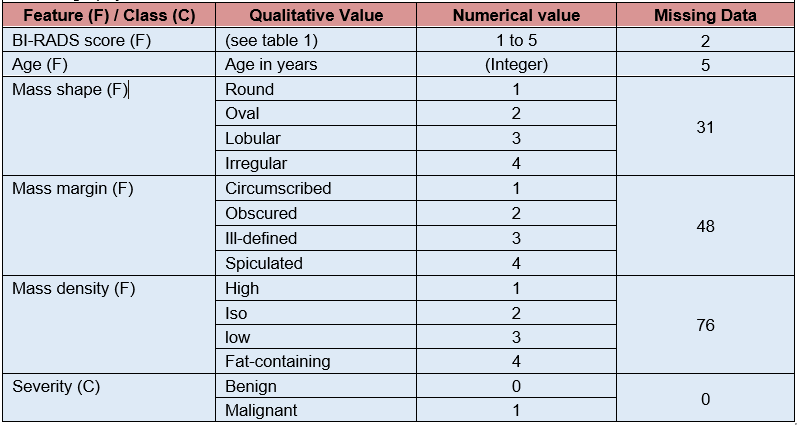 Feature (F) / Class (C) Qualitative Value Numerical value Missing Data
BI-RADS score (F) (see table 1) 1 to 5 2
Age (F) Age in years (Integer) 5
Mass shape (F) Round 1
Oval 2
31
Lobular 3
Irregular 4
Mass margin (F) Circumscribed 1
Obscured 2
48
Ill-defined 3
Spiculated 4
Mass density (F) High 1
Iso 2
76
low 3
Fat-containing 4
Severity (C) Benign 0
0
Malignant 1